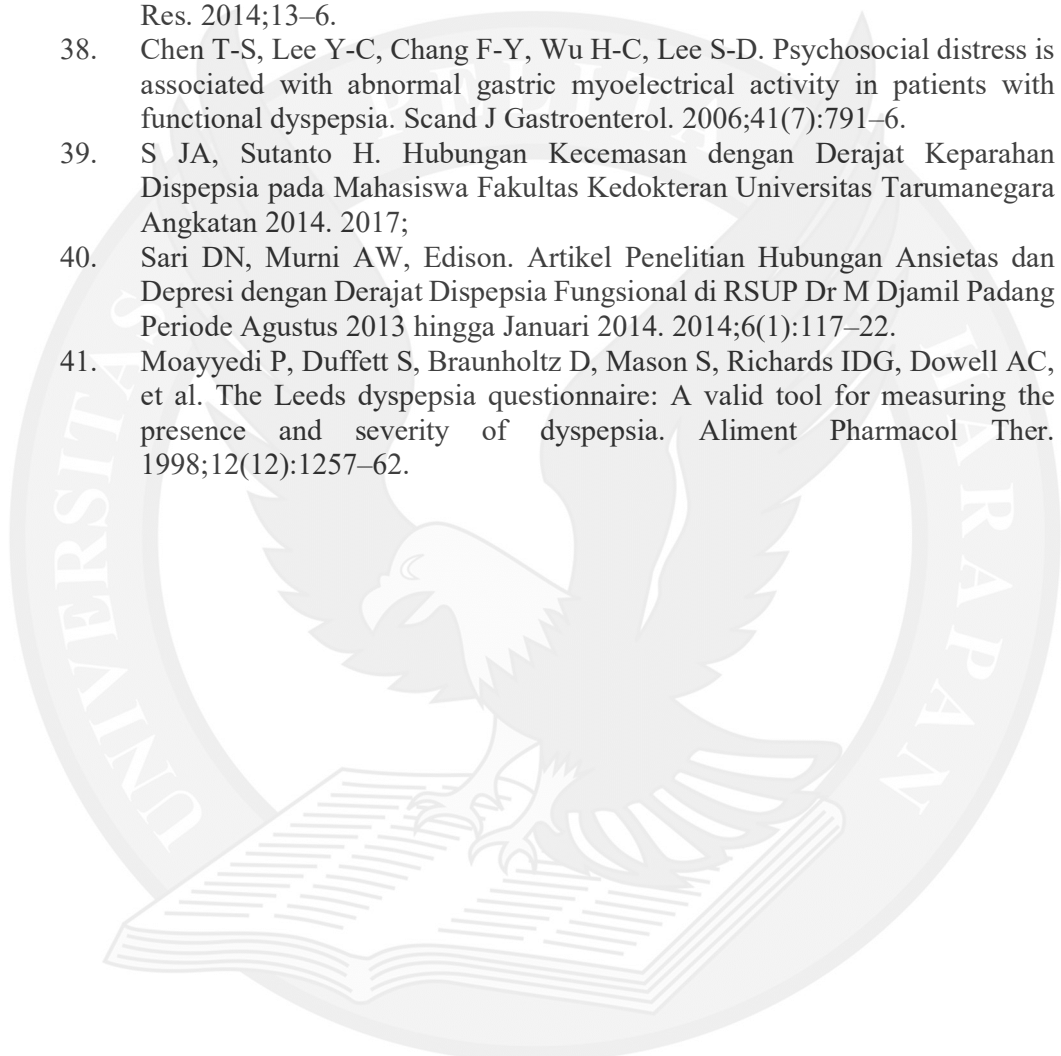 Res. 2014;13–6.
38. Chen T-S, Lee Y-C, Chang F-Y, Wu H-C, Lee S-D. Psychosocial distress is
associated with abnormal gastric myoelectrical activity in patients with
functional dyspepsia. Scand J Gastroenterol. 2006;41(7):791–6.
39. S JA, Sutanto H. Hubungan Kecemasan dengan Derajat Keparahan
Dispepsia pada Mahasiswa Fakultas Kedokteran Universitas Tarumanegara
Angkatan 2014. 2017;
40. Sari DN, Murni AW, Edison. Artikel Penelitian Hubungan Ansietas dan
Depresi dengan Derajat Dispepsia Fungsional di RSUP Dr M Djamil Padang
Periode Agustus 2013 hingga Januari 2014. 2014;6(1):117–22.
41. Moayyedi P, Duffett S, Braunholtz D, Mason S, Richards IDG, Dowell AC,
et al. The Leeds dyspepsia questionnaire: A valid tool for measuring the
presence and severity of dyspepsia. Aliment Pharmacol Ther.
1998;12(12):1257–62.
UNIVERSITAS PELITA HARAPAN